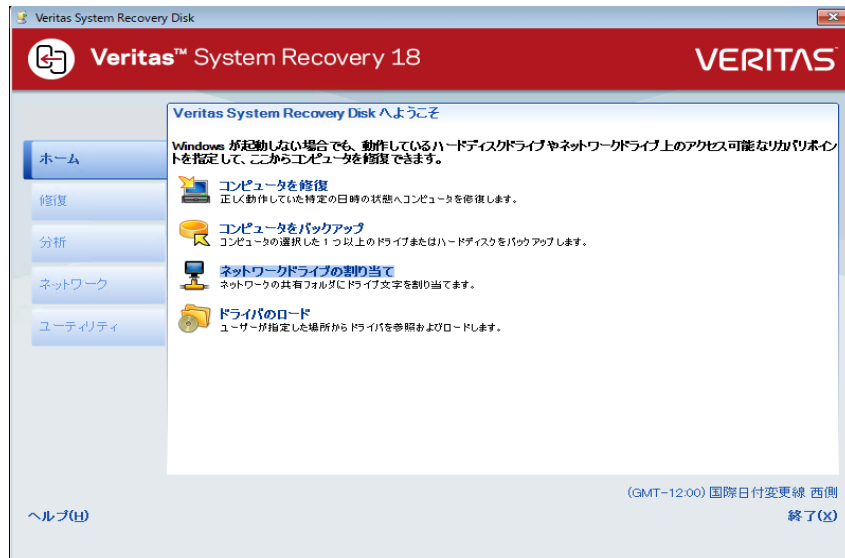 Veritas System Recovery Disk
Veritas™ System Recovery 18
VERITAS
Veritas System Recovery Disk へようこそ
Windows が起動しない場合でも、動作しているハードディスクドライブやネットワークドライブ上のアクセス可能なリカバリポイン
トを指定して、ここからコンピュータを修復できます。
ホーム
修復
分析
ネットワーク
ユーティリティ
コンピュータを修復
正しく動作していた特定の日時の状態へコンピュータを修復します。
コンピュータをバックアップ
コンピュータの選択した 1 つ以上のドライブまたはハードディスクをバックアップします。
ネットワークドライブの割り当て
ネットワークの共有フォルダにドライブ文字を割り当てます。
ドライバのロード
ユーザーが指定した場所からドライバを参照およびロードします。
(GMT-12:00) 国際日付変更線 西側
ヘルプ(H)
終了(X)